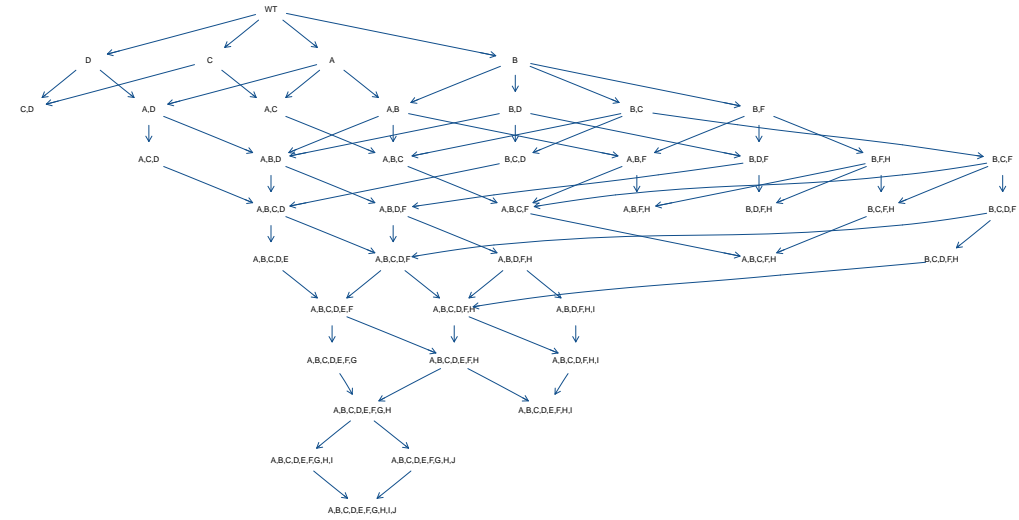 WT
D C A B
C,D A,D A,C A,B B,D B,C B,F
A,C,D A,B,D A,B,C B,C,D A,B,F B,D,F B,F,H B,C,F
A,B,C,D A,B,D,F A,B,C,F A,B,F,H B,D,F,H B,C,F,H B,C,D,F
A,B,C,D,E A,B,C,D,F A,B,D,F,H A,B,C,F,H B,C,D,F,H
A,B,C,D,E,F A,B,C,D,F,H A,B,D,F,H,I
A,B,C,D,E,F,G A,B,C,D,E,F,H A,B,C,D,F,H,I
A,B,C,D,E,F,G,H A,B,C,D,E,F,H,I
A,B,C,D,E,F,G,H,I A,B,C,D,E,F,G,H,J
A,B,C,D,E,F,G,H,I,J